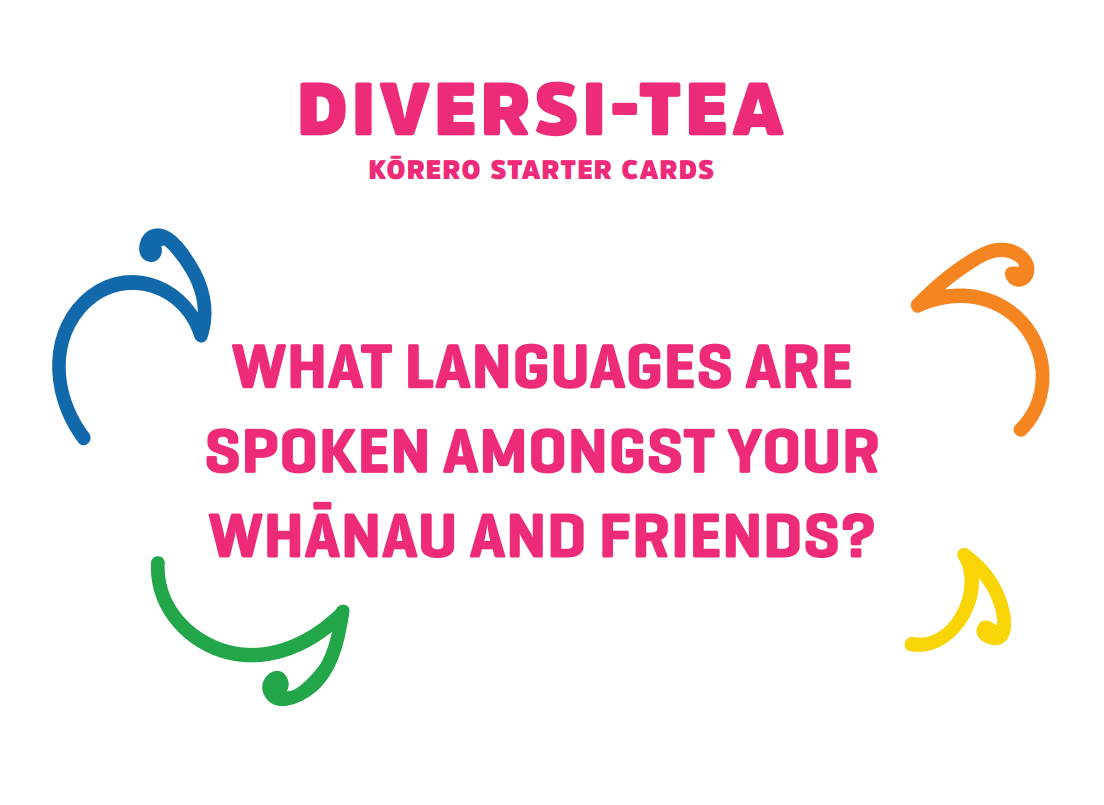 DIVERSI-TEA
KŌRERO STARTER CARDS
WHAT LANGUAGES ARE
SPOKEN AMONGST YOUR
WHĀNAU AND FRIENDS?